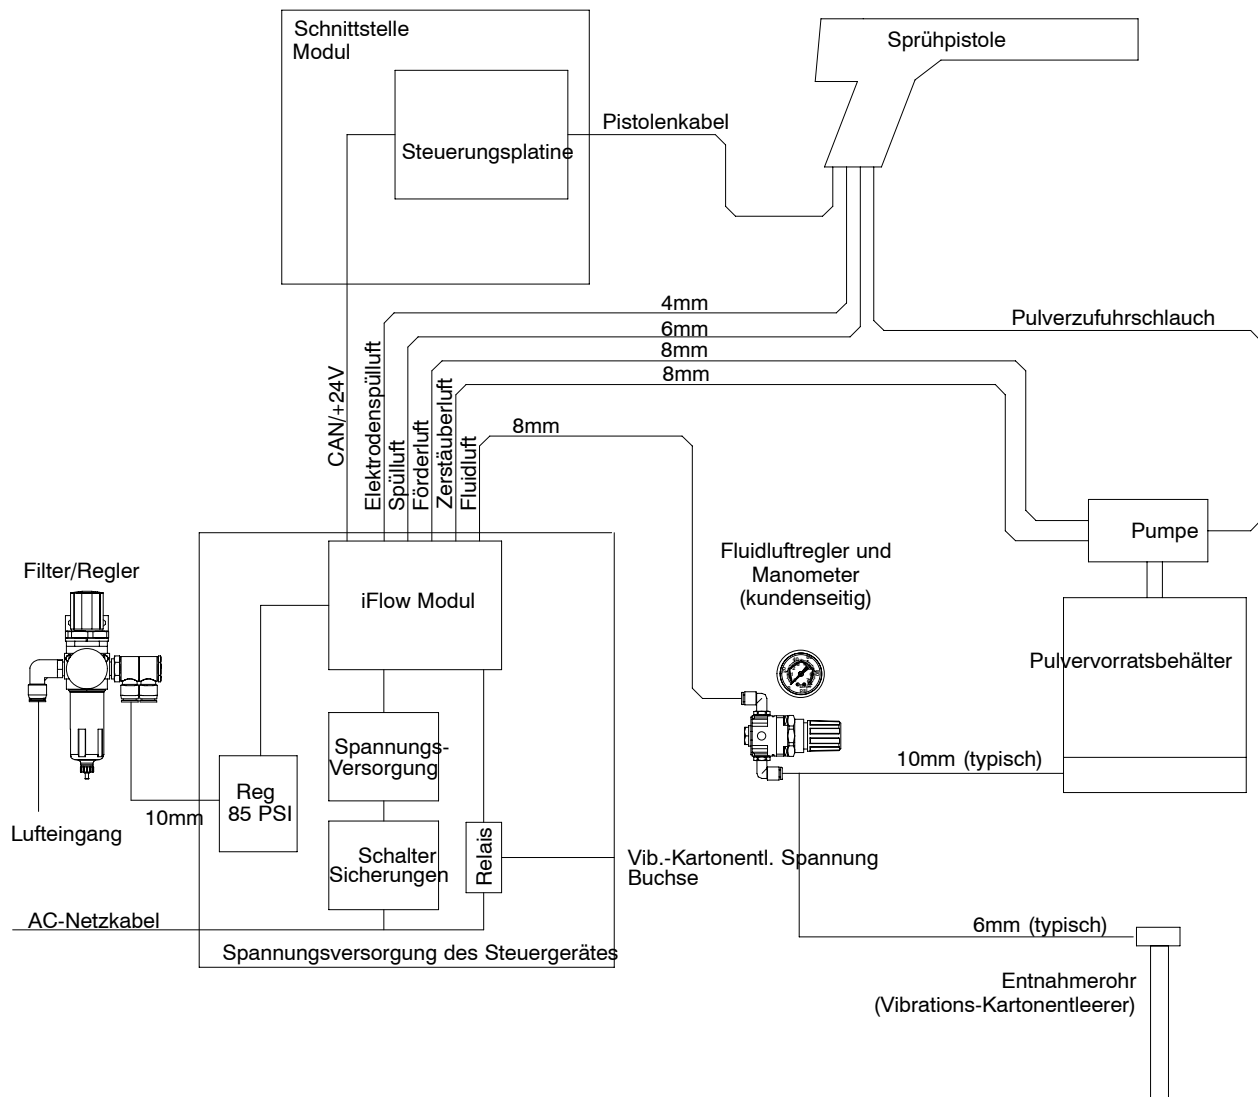 Schnittstelle
Modul
Steuerungsplatine
Pistolenkabel
Sprühpistole
4mm
6mm
8mm
8mm
8mm
Pulverzufuhrschlauch
CAN/+24V
Elektrodenspülluft
Spülluft
Förderluft
Zerstäuberluft
Fluidluft
Pumpe
Fluidluftregler und
Manometer
(kundenseitig)
Filter/Regler
iFlow Modul
Pulvervorratsbehälter
Spannungs-
Versorgung
10mm (typisch)
Reg
85 PSI
10mm
Lufteingang
Schalter
Sicherungen
Relais
Vib.-Kartonentl. Spannung
Buchse
AC-Netzkabel
6mm (typisch)
Spannungsversorgung des Steuergerätes
Entnahmerohr
(Vibrations-Kartonentleerer)